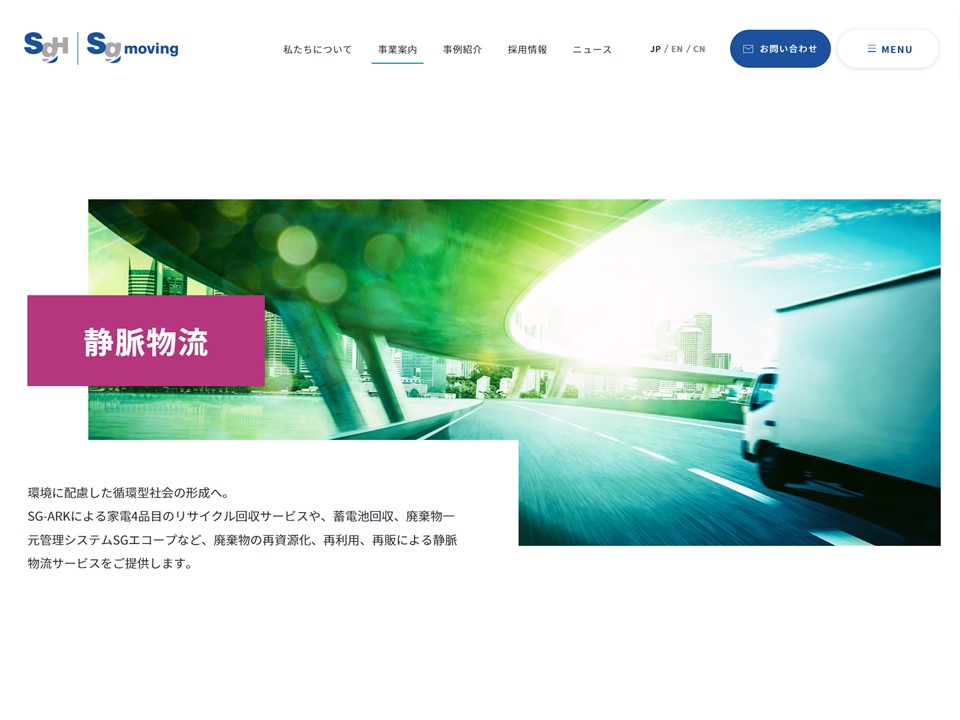 SGH Sg moving
私たちについて 事業案内 事例紹介 採用情報 ニュース JP / EN / CN お問い合わせ MENU
静脈物流
環境に配慮した循環型社会の形成へ。
SG-ARKによる家電4品目のリサイクル回収サービスや、蓄電池回収、廃棄物一
元管理システムSGエコープなど、廃棄物の再資源化、再利用、再販による静脈
物流サービスをご提供します。